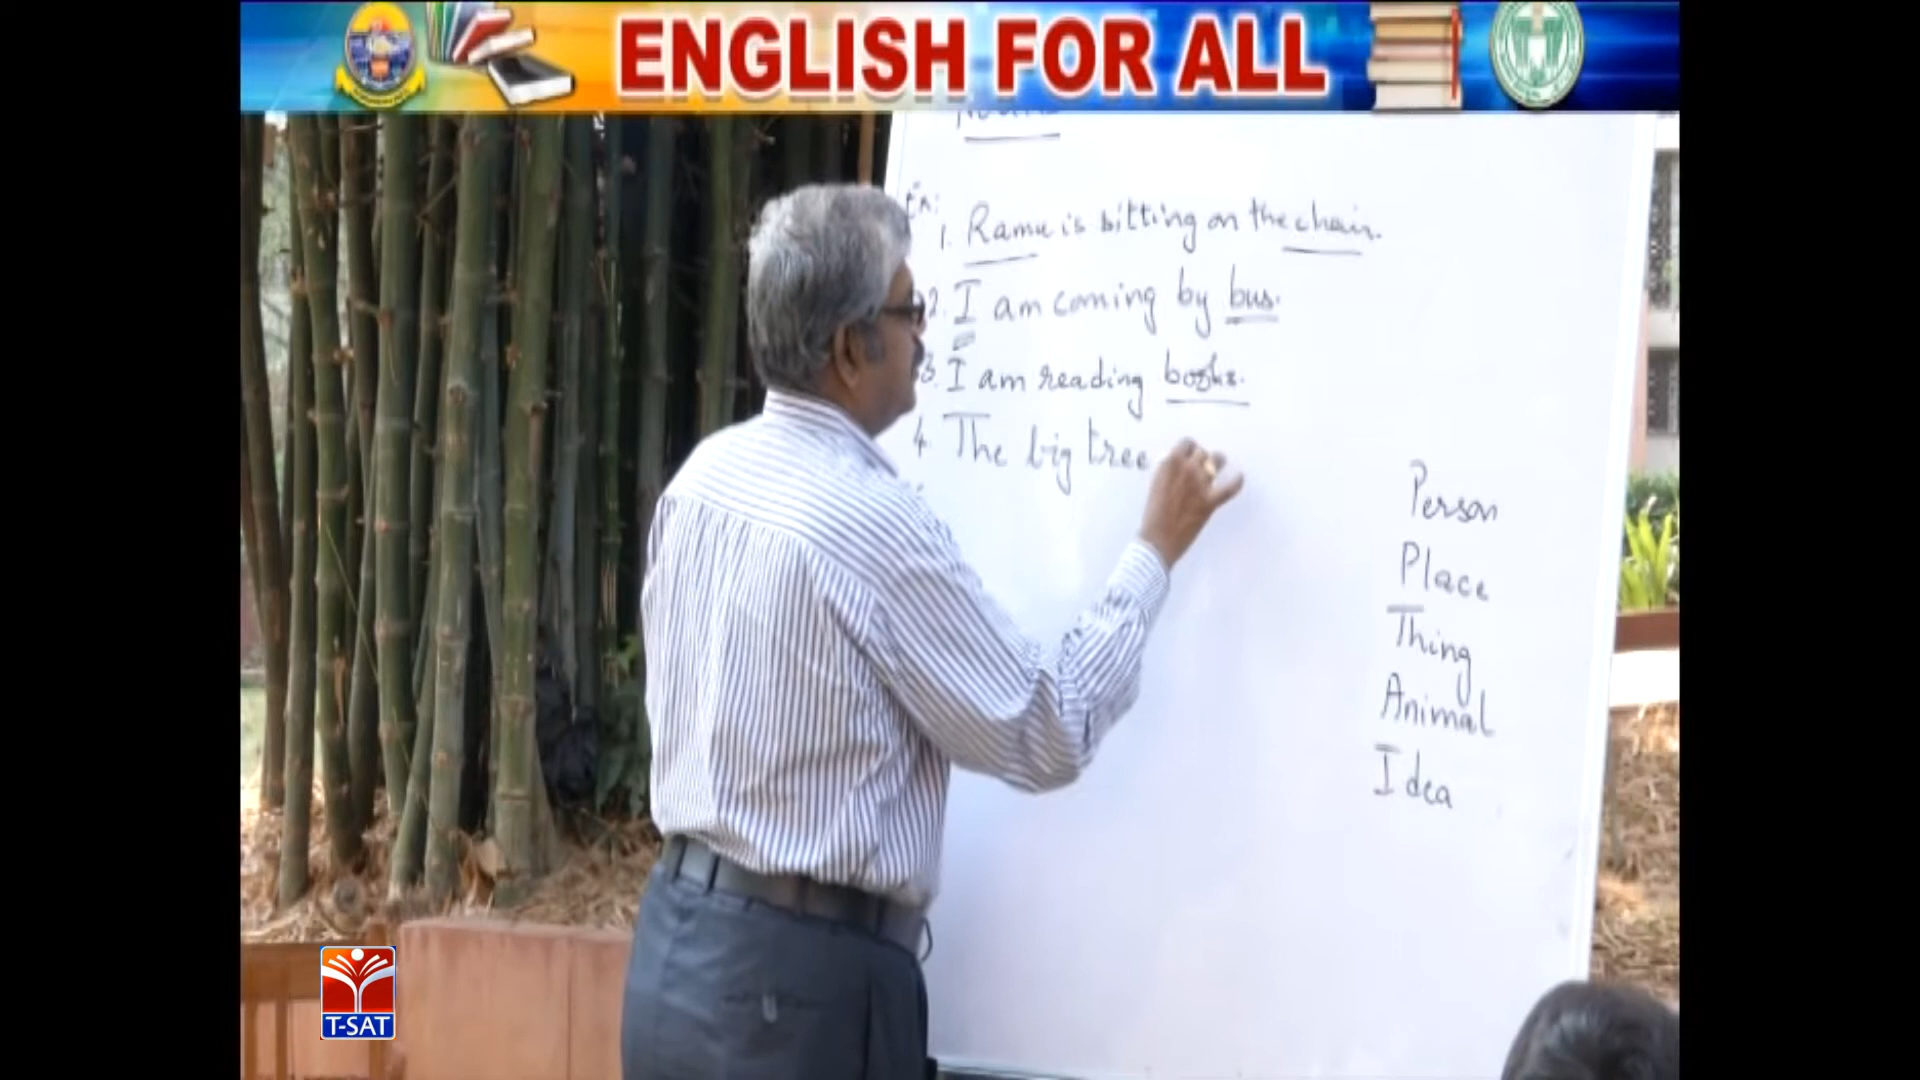 ENGLISH FOR ALL
Ex:
1. Ramu is sitting on the chair.
2. I am coming by bus.
3. I am reading books.
4. The big tree
Person
Place
Thing
Animal
Idea
T-SAT